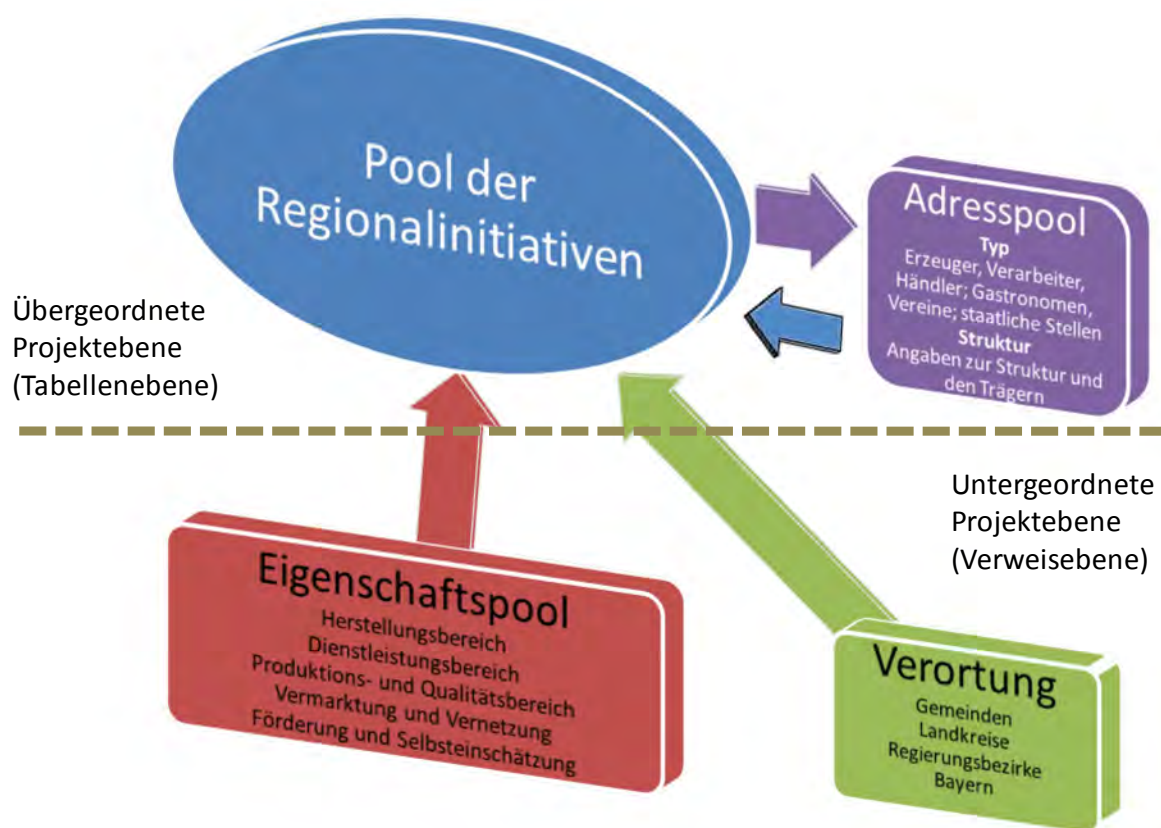 Pool der
Regionalinitiativen
Adresspool
Typ
Erzeuger, Verarbeiter,
Händler; Gastronomen,
Vereine; staatliche Stellen
Struktur
Angaben zur Struktur und
den Trägern
Übergeordnete
Projektebene
(Tabellenebene)
Untergeordnete
Projektebene
(Verweisebene)
Eigenschaftspool
Herstellungsbereich
Dienstleistungsbereich
Produktions- und Qualitätsbereich
Vermarktung und Vernetzung
Förderung und Selbsteinschätzung
Verortung
Gemeinden
Landkreise
Regierungsbezirke
Bayern